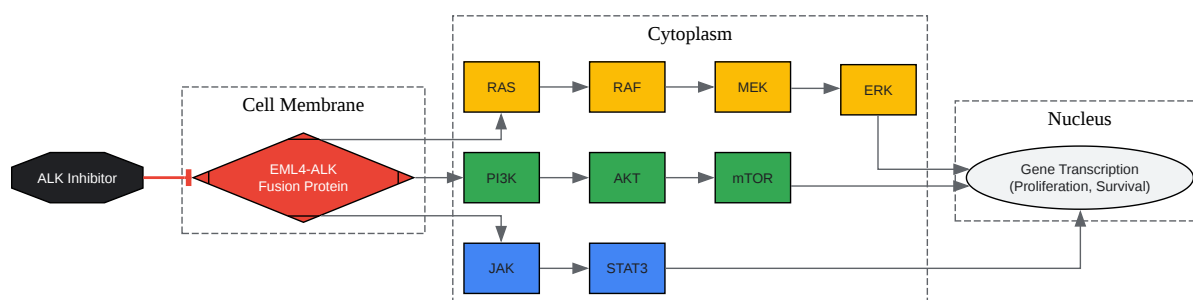 Cytoplasm
RAS
RAF
MEK
ERK
Cell Membrane
Nucleus
ALK Inhibitor
EML4-ALK
Fusion Protein
PI3K
AKT
mTOR
Gene Transcription
(Proliferation, Survival)
JAK
STAT3